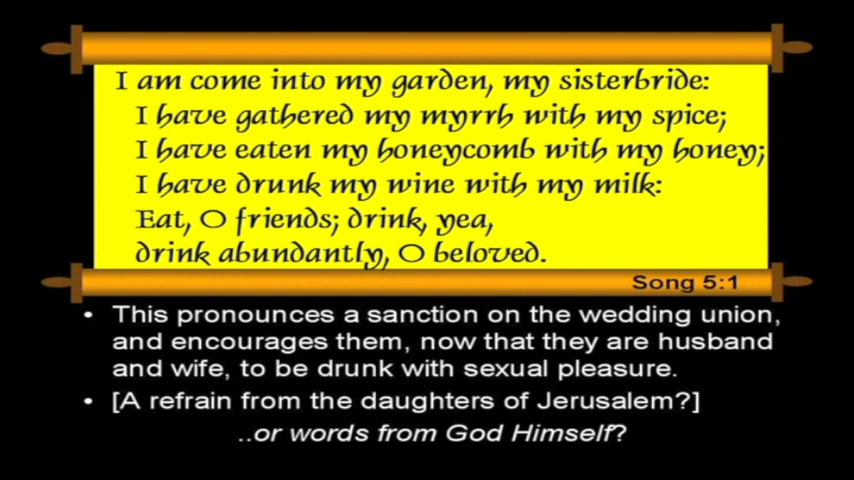 I am come into my garden, my sisterbride:
I have gathered my myrrh with my spice;
I have eaten my honeycomb with my honey;
I have drunk my wine with my milk:
Eat, O friends; drink, yea,
drink abundantly, O beloved.
Song 5:1
• This pronounces a sanction on the wedding union,
and encourages them, now that they are husband
and wife, to be drunk with sexual pleasure.
• [A refrain from the daughters of Jerusalem?]
..or words from God Himself?